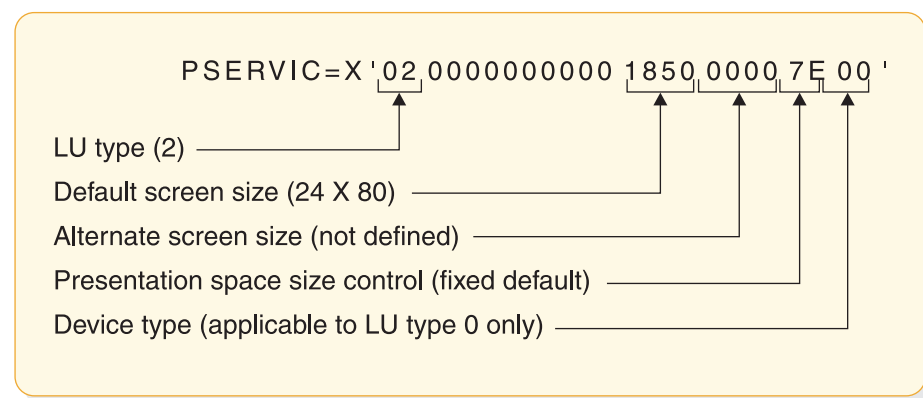 PSERVIC=X'02 0000000000 1850 0000 7E 00'
LU type (2)
Default screen size (24 X 80)
Alternate screen size (not defined)
Presentation space size control (fixed default)
Device type (applicable to LU type 0 only)